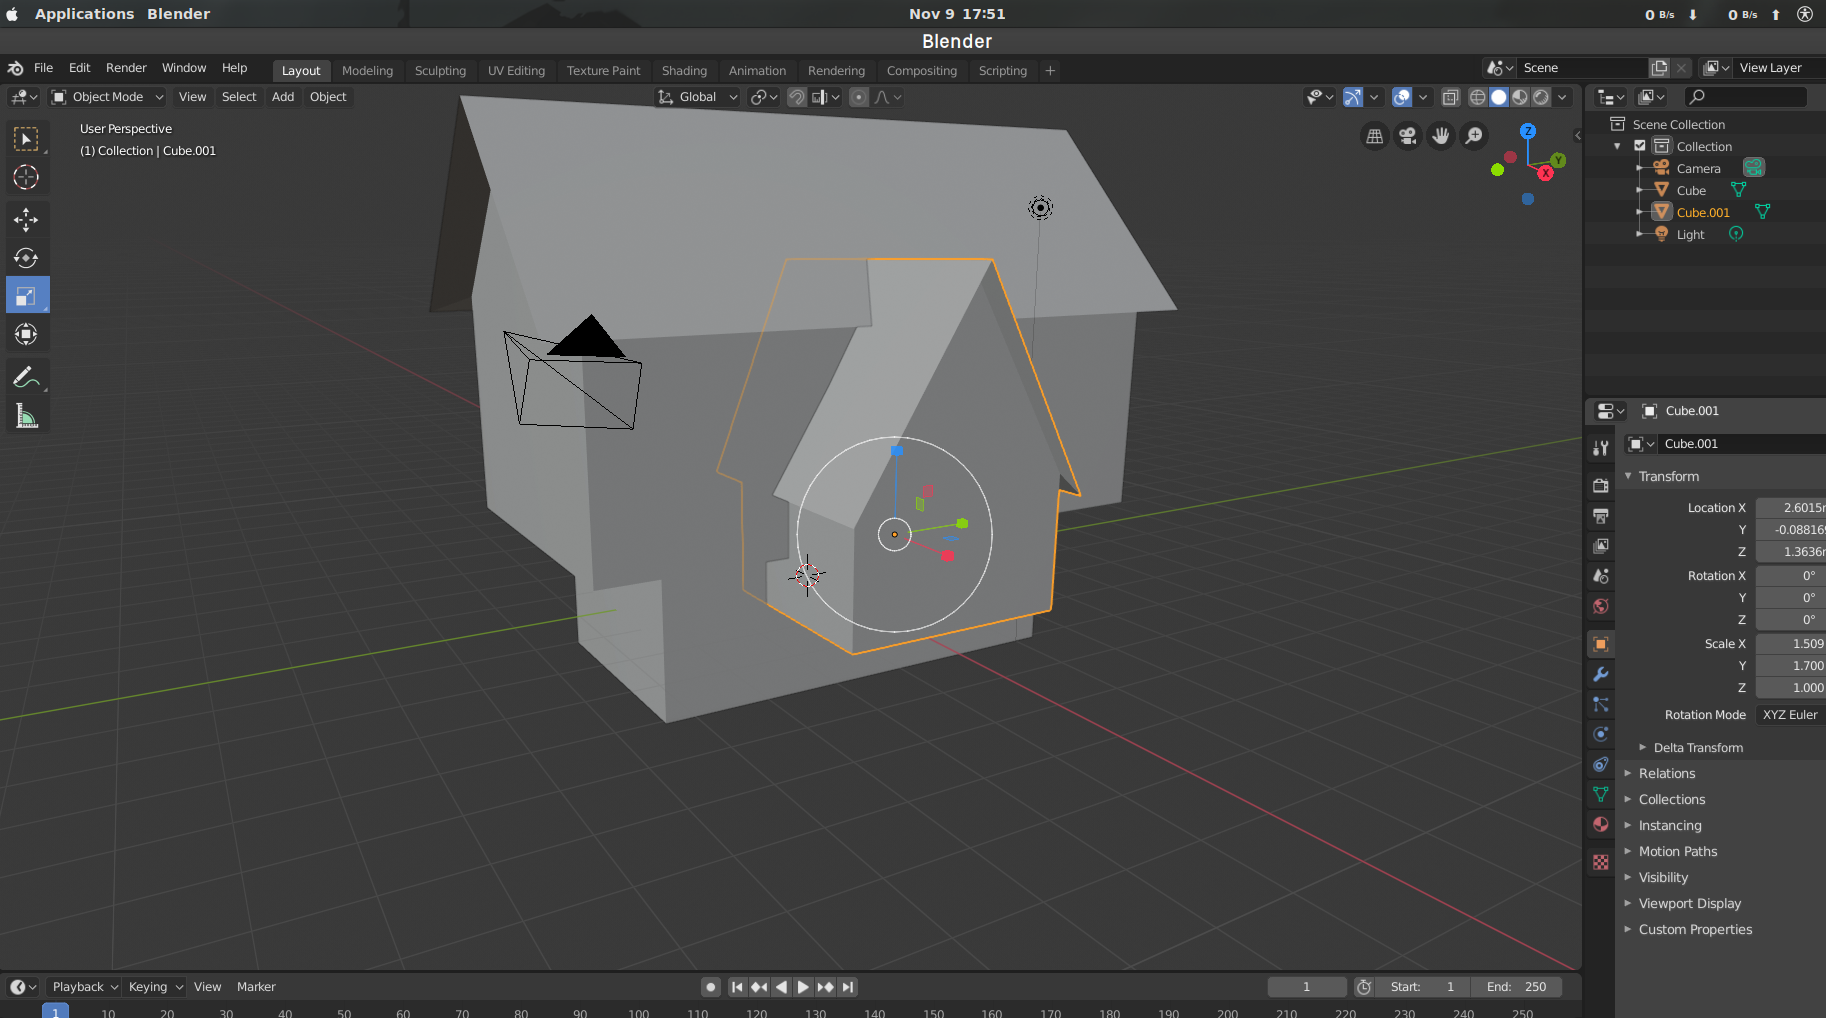 Applications Blender Nov 9 17:51 0 B/s 0 B/s
Blender
File Edit Render Window Help Layout Modeling Sculpting UV Editing Texture Paint Shading Animation Rendering Compositing Scripting + Scene View Layer
Object Mode View Select Add Object Global
User Perspective
(1) Collection | Cube.001
Z
Y
X
Scene Collection
Collection
Camera
Cube
Cube.001
Light
Cube.001
Cube.001
Transform
Location X 2.6015
Y -0.08816
Z 1.3636
Rotation X 0°
Y 0°
Z 0°
Scale X 1.509
Y 1.700
Z 1.000
Rotation Mode XYZ Euler
Delta Transform
Relations
Collections
Instancing
Motion Paths
Visibility
Viewport Display
Custom Properties
Playback Keying View Marker 1 Start: 1 End: 250
1 10 20 30 40 50 60 70 80 90 100 110 120 130 140 150 160 170 180 190 200 210 220 230 240 250